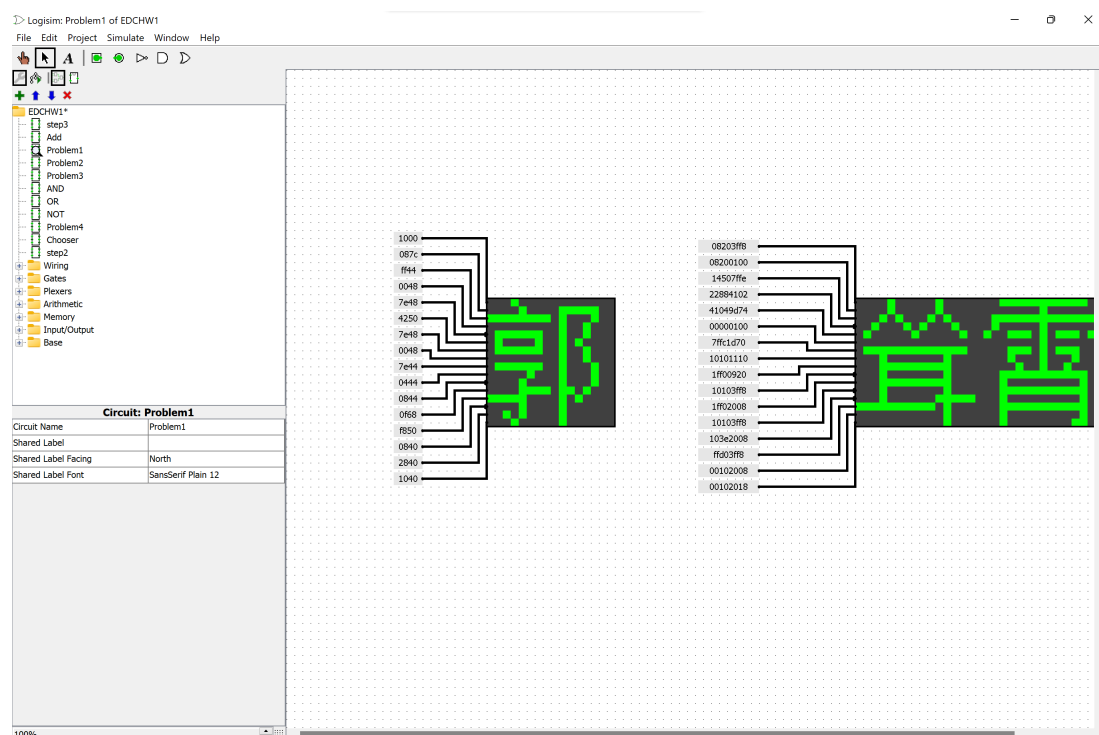 Logisim: Problem1 of EDCHW1
File Edit Project Simulate Window Help
A
EDCHW1*
step3
Add
Problem1
Problem2
Problem3
AND
OR
NOT
Problem4
Chooser
step2
Wiring
Gates
Plexers
Arithmetic
Memory
Input/Output
Base
Circuit: Problem1
Circuit Name Problem1
Shared Label
Shared Label Facing North
Shared Label Font SansSerif Plain 12
100%
1000
087c
ff44
0048
7e48
4250
7e48
0048
7e44
0444
0844
0f68
f850
0840
2840
1040
郭
08203ff8
08200100
14507ffe
22884102
41049d74
00000100
7ffc1d70
10101110
1ff00920
10103ff8
1ff02008
10103ff8
103e2008
ffd03ff8
00102008
00102018
耸霄